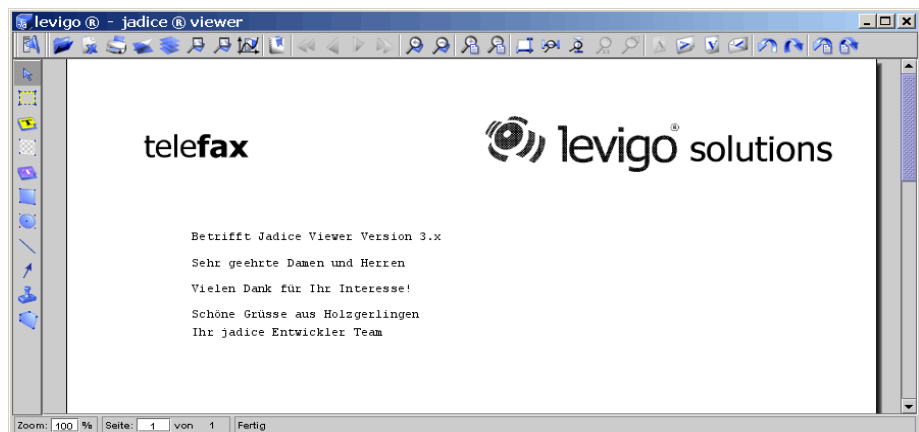 levigo ® - jadice ® viewer
telefax
levigo® solutions
Betrifft Jadice Viewer Version 3.x
Sehr geehrte Damen und Herren
Vielen Dank für Ihr Interesse!
Schöne Grüsse aus Holzgerlingen
Ihr jadice Entwickler Team
Zoom: 100 % Seite: 1 von 1 Fertig